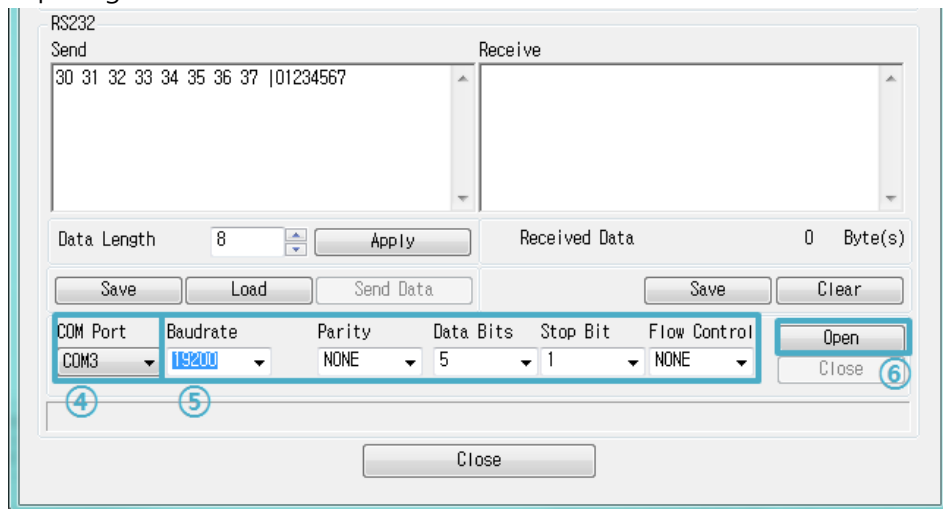 RS232
Send Receive
30 31 32 33 34 35 36 37 |01234567
Data Length 8 Apply Received Data 0 Byte(s)
Save Load Send Data Save Clear
COM Port Baudrate Parity Data Bits Stop Bit Flow Control Open
COM3 19200 NONE 5 1 NONE Close
④ ⑤ ⑥
Close